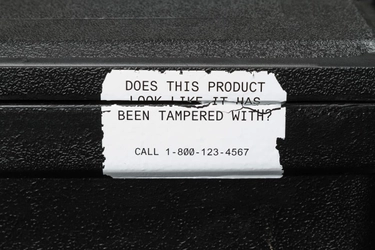 DOES THIS PRODUCT
LOOK LIKE IT HAS
BEEN TAMPERED WITH?
CALL 1-800-123-4567